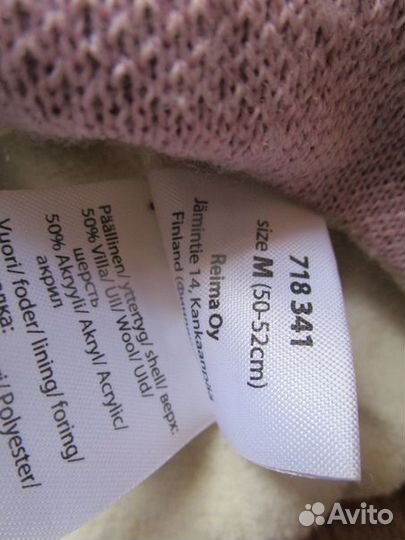 718 341
size M (50-52cm)
Reima Oy
Jämintie 14, Kankaanpää
Finland
Päällinen/ yttertyg/ shell/ верх:
50% Villa/ Ull/ Wool/ Uld/
шерсть
50% Akryyli/ Akryl/ Acrylic/
акрил
Vuori/ foder/ lining/ foring/
Polyester/
Avito